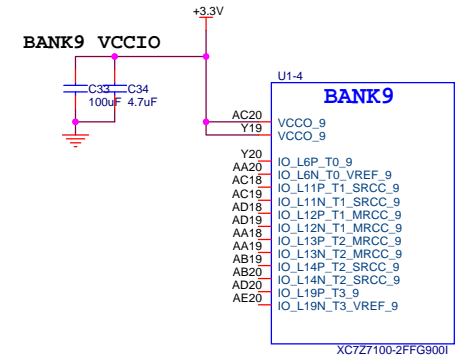 +3.3V
BANK9 VCCIO
C33
100uF
C34
4.7uF
U1-4
BANK9
AC20 VCCO_9
Y19 VCCO_9
Y20 IO_L6P_T0_9
AA20 IO_L6N_T0_VREF_9
AC18 IO_L11P_T1_SRCC_9
AC19 IO_L11N_T1_SRCC_9
AD18 IO_L12P_T1_MRCC_9
AD19 IO_L12N_T1_MRCC_9
AA18 IO_L13P_T2_MRCC_9
AA19 IO_L13N_T2_MRCC_9
AB19 IO_L14P_T2_SRCC_9
AB20 IO_L14N_T2_SRCC_9
AD20 IO_L19P_T3_9
AE20 IO_L19N_T3_VREF_9
XC7Z7100-2FFG900I